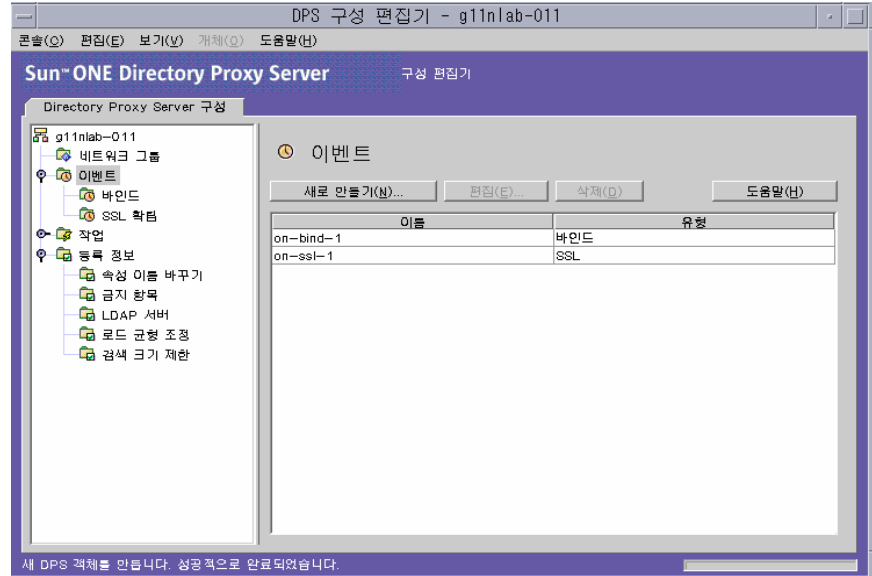 DPS 구성 편집기 - g11nlab-011
콘솔(C) 편집(E) 보기(V) 개체(O) 도움말(H)
Sun™ ONE Directory Proxy Server 구성 편집기
Directory Proxy Server 구성
g11nlab-011
네트워크 그룹
이벤트
바인드
SSL 확립
작업
등록 정보
속성 이름 바꾸기
금지 항목
LDAP 서버
로드 균형 조정
검색 크기 제한
이벤트
새로 만들기(N)... 편집(E)... 삭제(D) 도움말(H)
이름 유형
on-bind-1 바인드
on-ssl-1 SSL
새 DPS 객체를 만듭니다. 성공적으로 완료되었습니다.